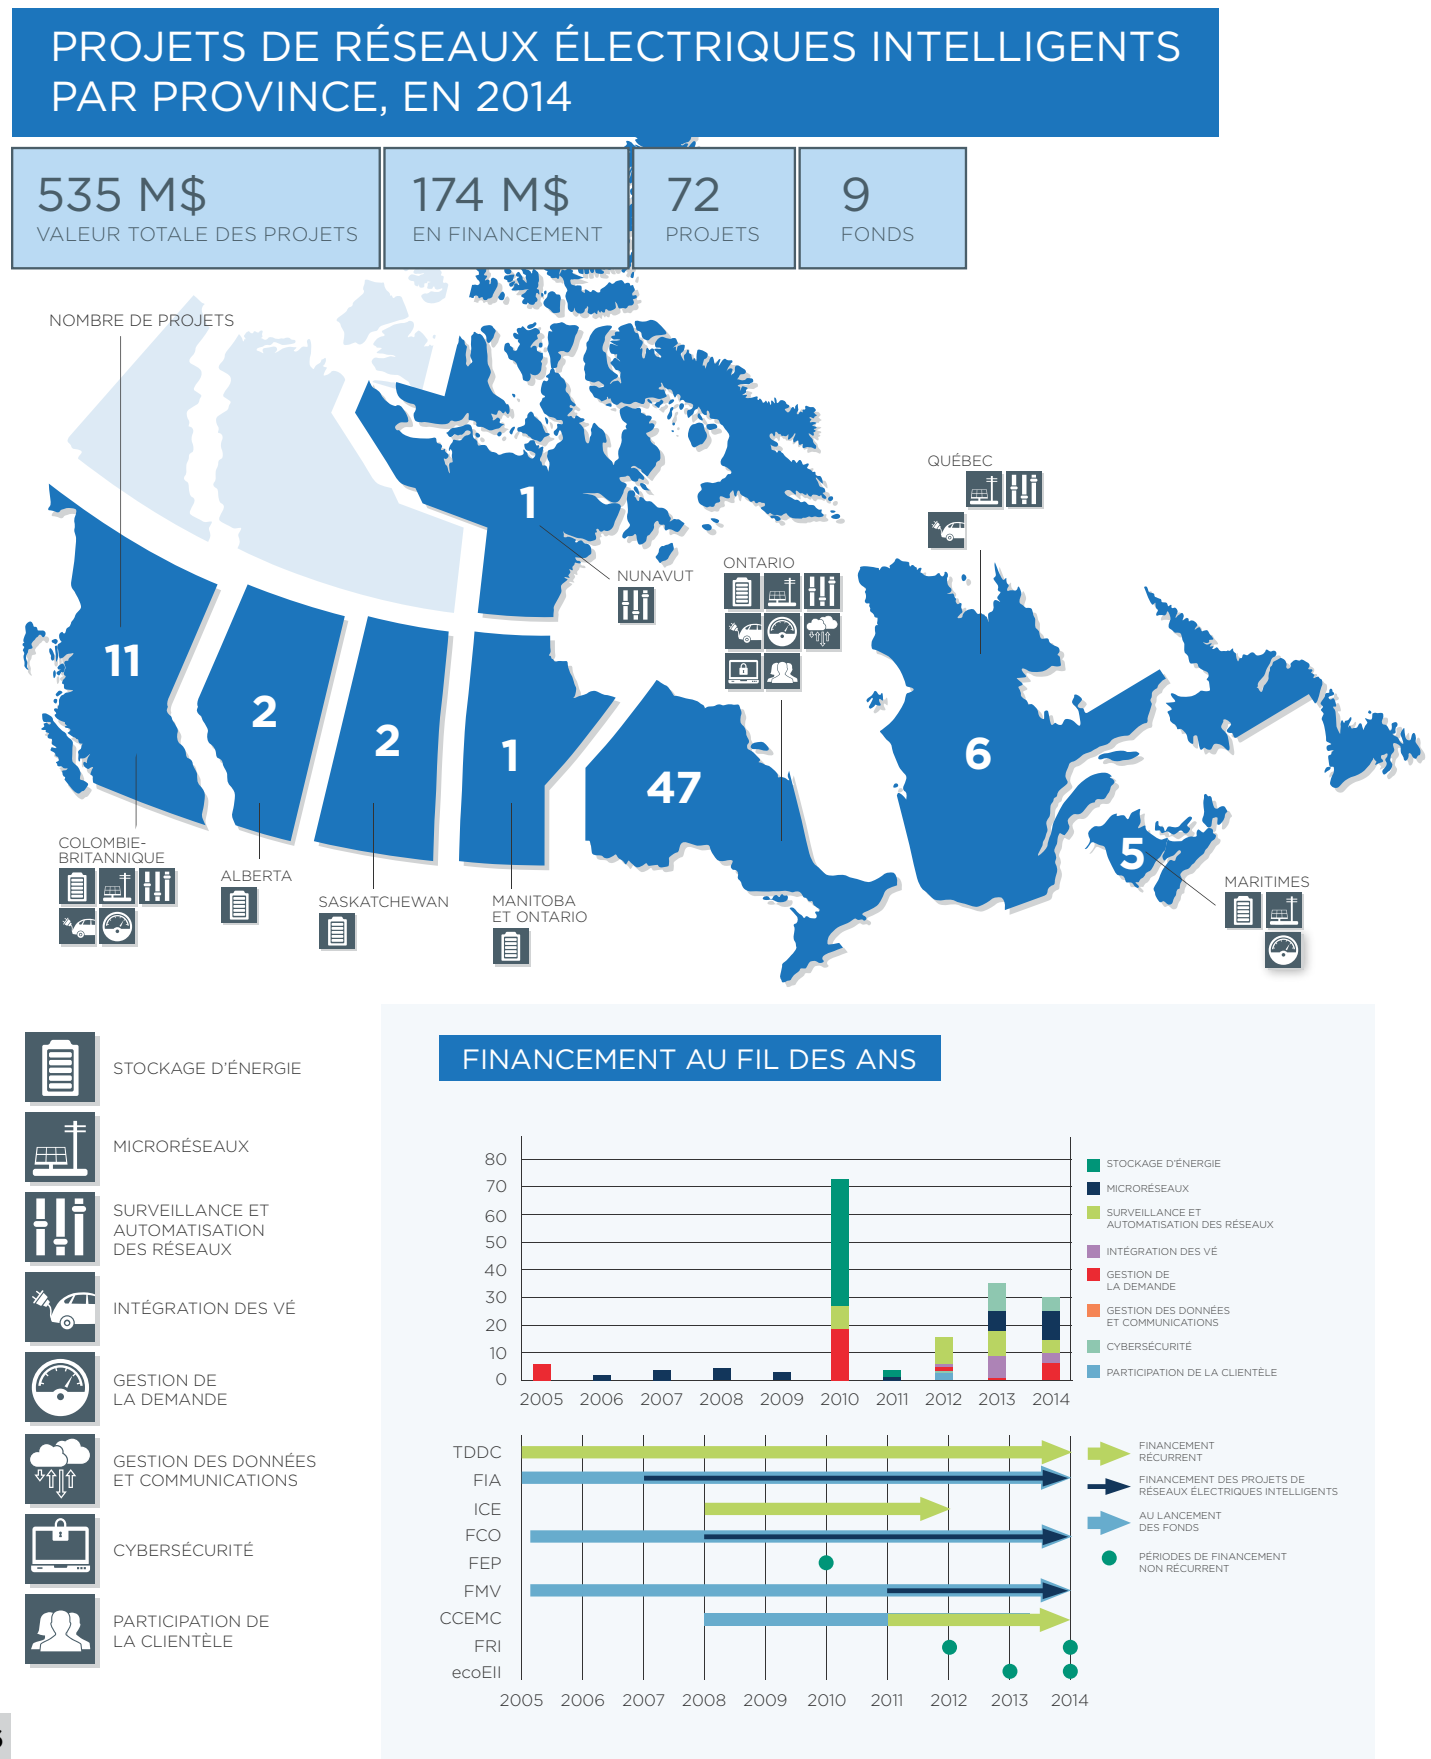 PROJETS DE RÉSEAUX ÉLECTRIQUES INTELLIGENTS
PAR PROVINCE, EN 2014
535 M$
VALEUR TOTALE DES PROJETS
174 M$
EN FINANCEMENT
72
PROJETS
9
FONDS
NOMBRE DE PROJETS
11
2
2
1
1
47
6
5
QUÉBEC
ONTARIO
NUNAVUT
COLOMBIE-
BRITANNIQUE
ALBERTA
SASKATCHEWAN
MANITOBA
ET ONTARIO
MARITIMES
STOCKAGE D'ÉNERGIE
MICRORÉSEAUX
SURVEILLANCE ET
AUTOMATISATION
DES RÉSEAUX
INTÉGRATION DES VÉ
GESTION DE
LA DEMANDE
GESTION DES DONNÉES
ET COMMUNICATIONS
CYBERSÉCURITÉ
PARTICIPATION DE
LA CLIENTÈLE
FINANCEMENT AU FIL DES ANS
80
70
60
50
40
30
20
10
0
2005 2006 2007 2008 2009 2010 2011 2012 2013 2014
STOCKAGE D'ÉNERGIE
MICRORÉSEAUX
SURVEILLANCE ET
AUTOMATISATION DES RÉSEAUX
INTÉGRATION DES VÉ
GESTION DE
LA DEMANDE
GESTION DES DONNÉES
ET COMMUNICATIONS
CYBERSÉCURITÉ
PARTICIPATION DE LA CLIENTÈLE
TDDC
FIA
ICE
FCO
FEP
FMV
CCEMC
FRI
ecoEII
2005 2006 2007 2008 2009 2010 2011 2012 2013 2014
FINANCEMENT
RÉCURRENT
FINANCEMENT DES PROJETS DE
RÉSEAUX ÉLECTRIQUES INTELLIGENTS
AU LANCEMENT
DES FONDS
PÉRIODES DE FINANCEMENT
NON RÉCURRENT